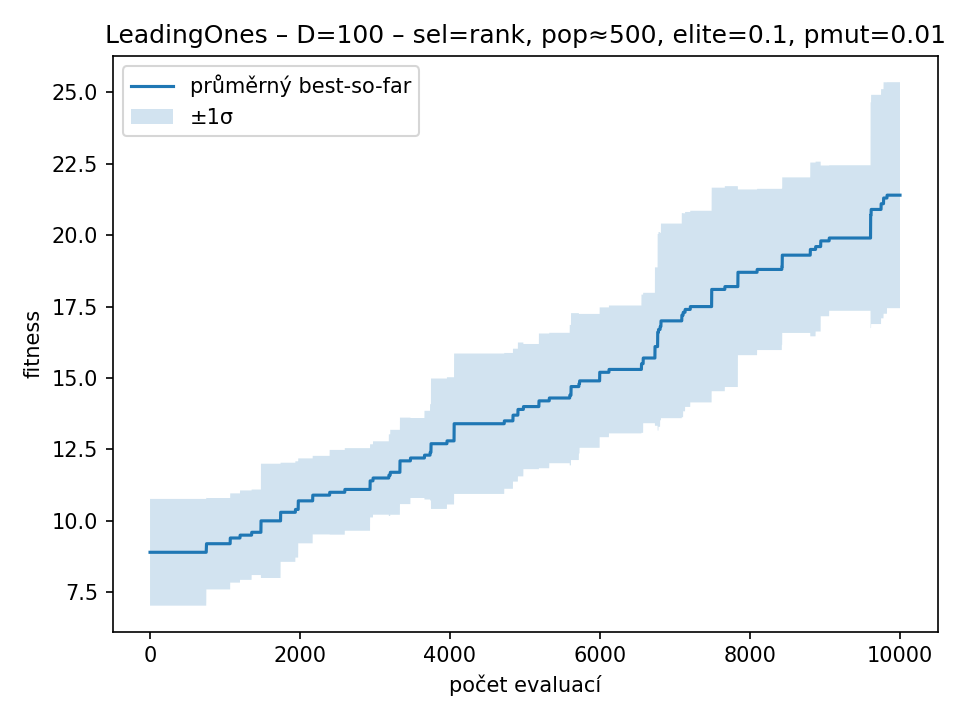 LeadingOnes – D=100 – sel=rank, pop≈500, elite=0.1, pmut=0.01
průměrný best-so-far
±1σ
fitness
25.0
22.5
20.0
17.5
15.0
12.5
10.0
7.5
0 2000 4000 6000 8000 10000
počet evaluací